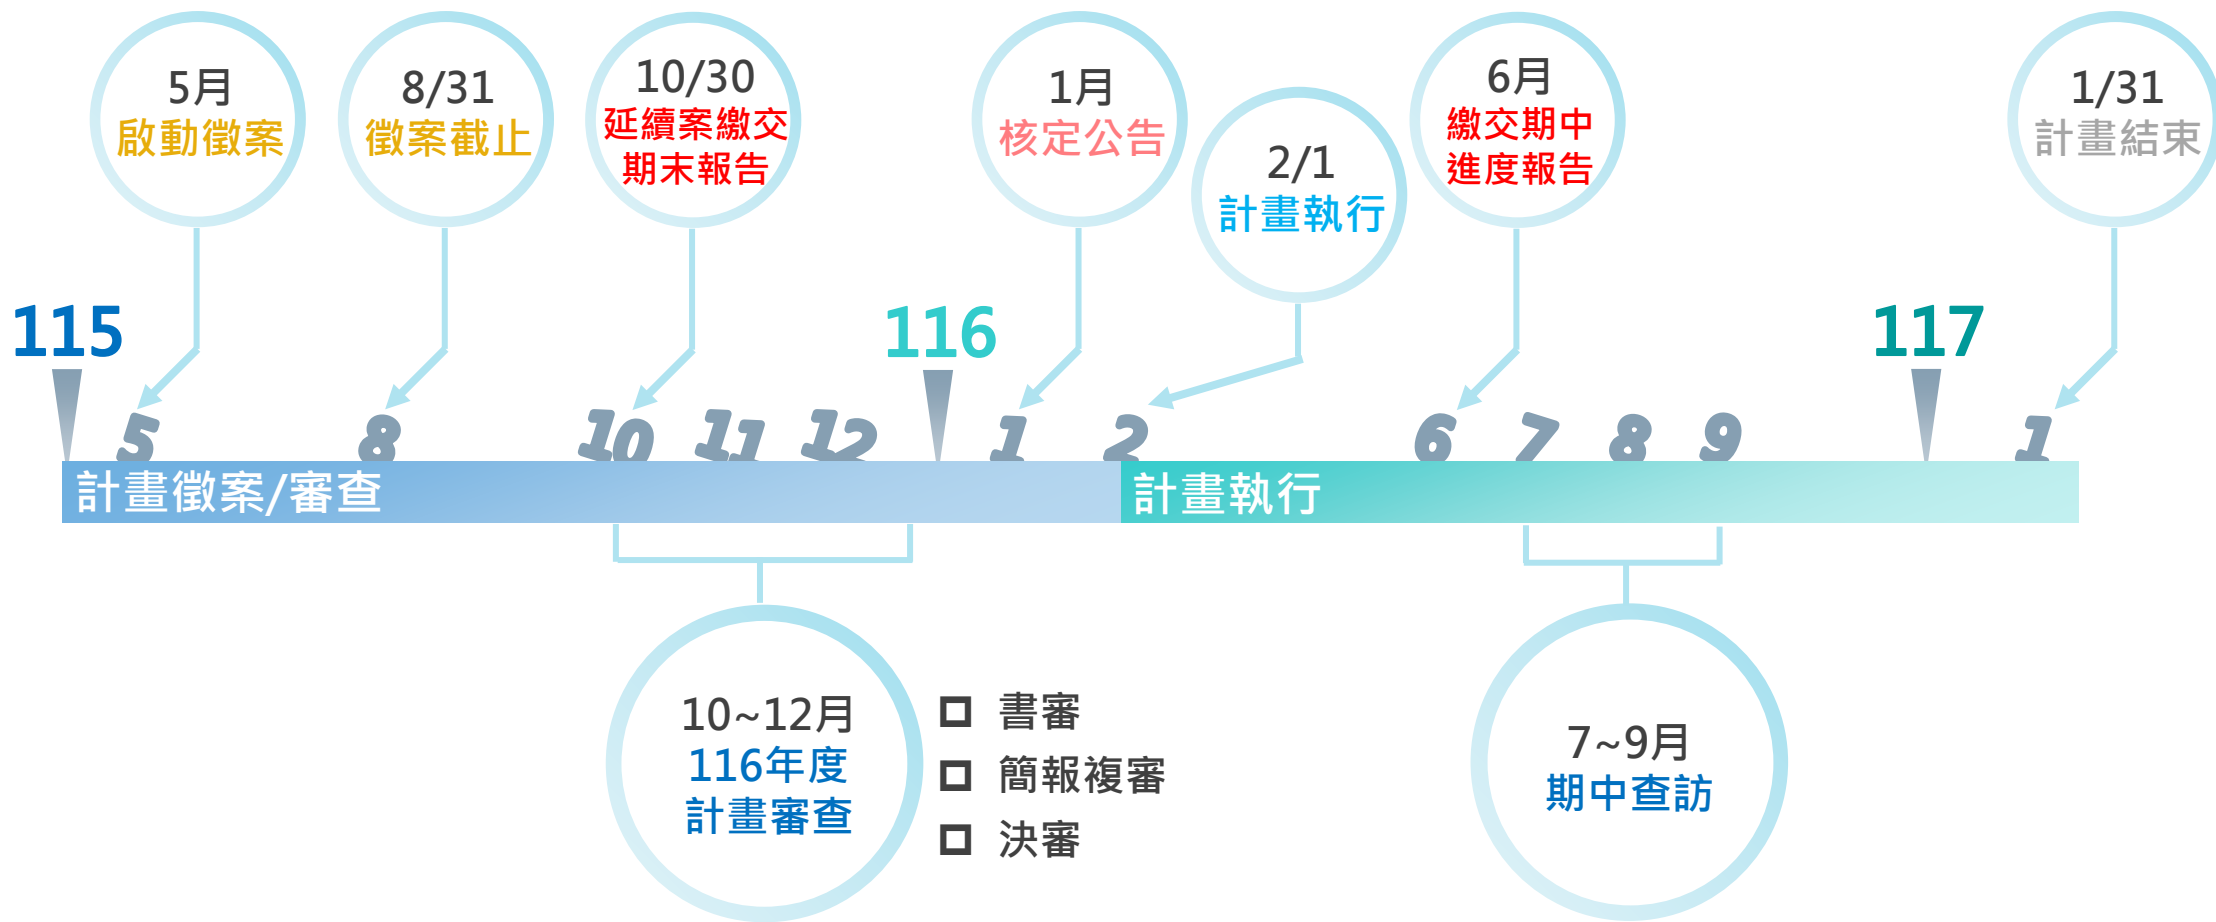 5月
啟動徵案
8/31
徵案截止
10/30
延續案繳交
期末報告
1月
核定公告
2/1
計畫執行
6月
繳交期中
進度報告
1/31
計畫結束
115
116
117
5
8
10
11
12
1
2
6
7
8
9
1
計畫徵案/審查
計畫執行
10~12月
116年度
計畫審查
書審
簡報複審
決審
7~9月
期中查訪